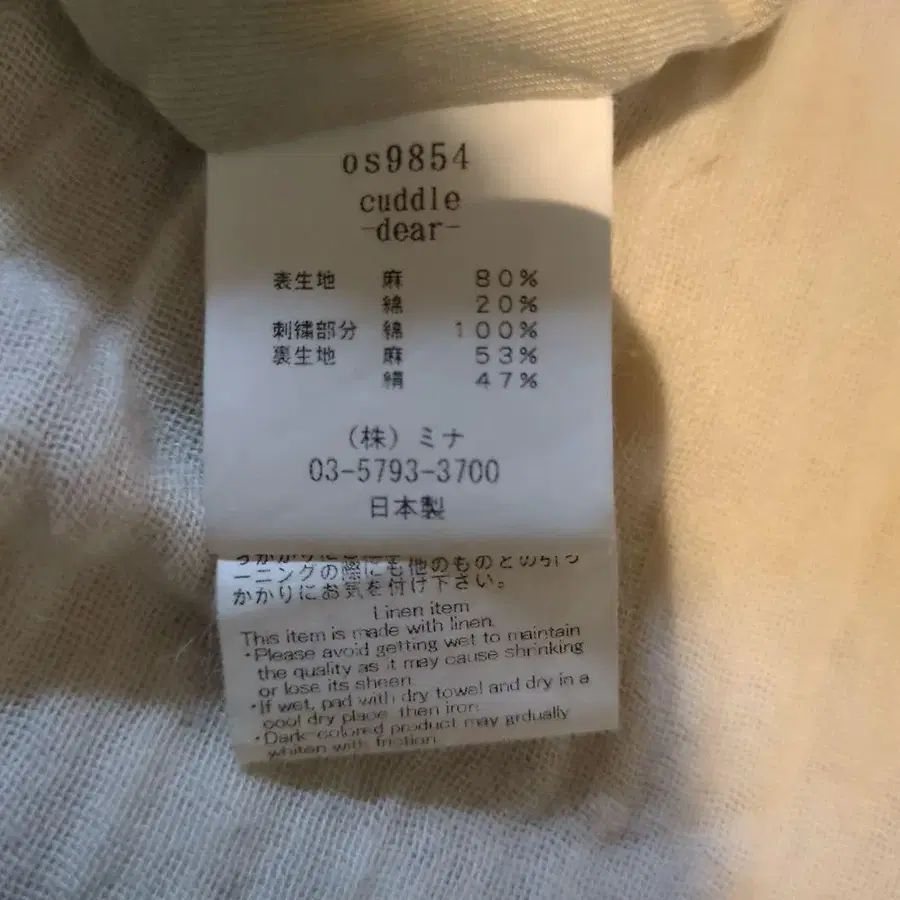 os9854
cuddle
-dear-
表生地 麻 80%
綿 20%
刺繍部分 綿 100%
裏生地 麻 53%
絹 47%
(株)ミナ
03-5793-3700
日本製
ーニングの際にも他のものとの引っ
かかりにお気を付け下さい。
Linen item
This item is made with linen.
・Please avoid getting wet to maintain
the quality as it may cause shrinking
or lose its sheen.
・If wet, pad with dry towel and dry in a
cool dry place, then iron.
・Dark-colored product may grdually
whiten with friction.